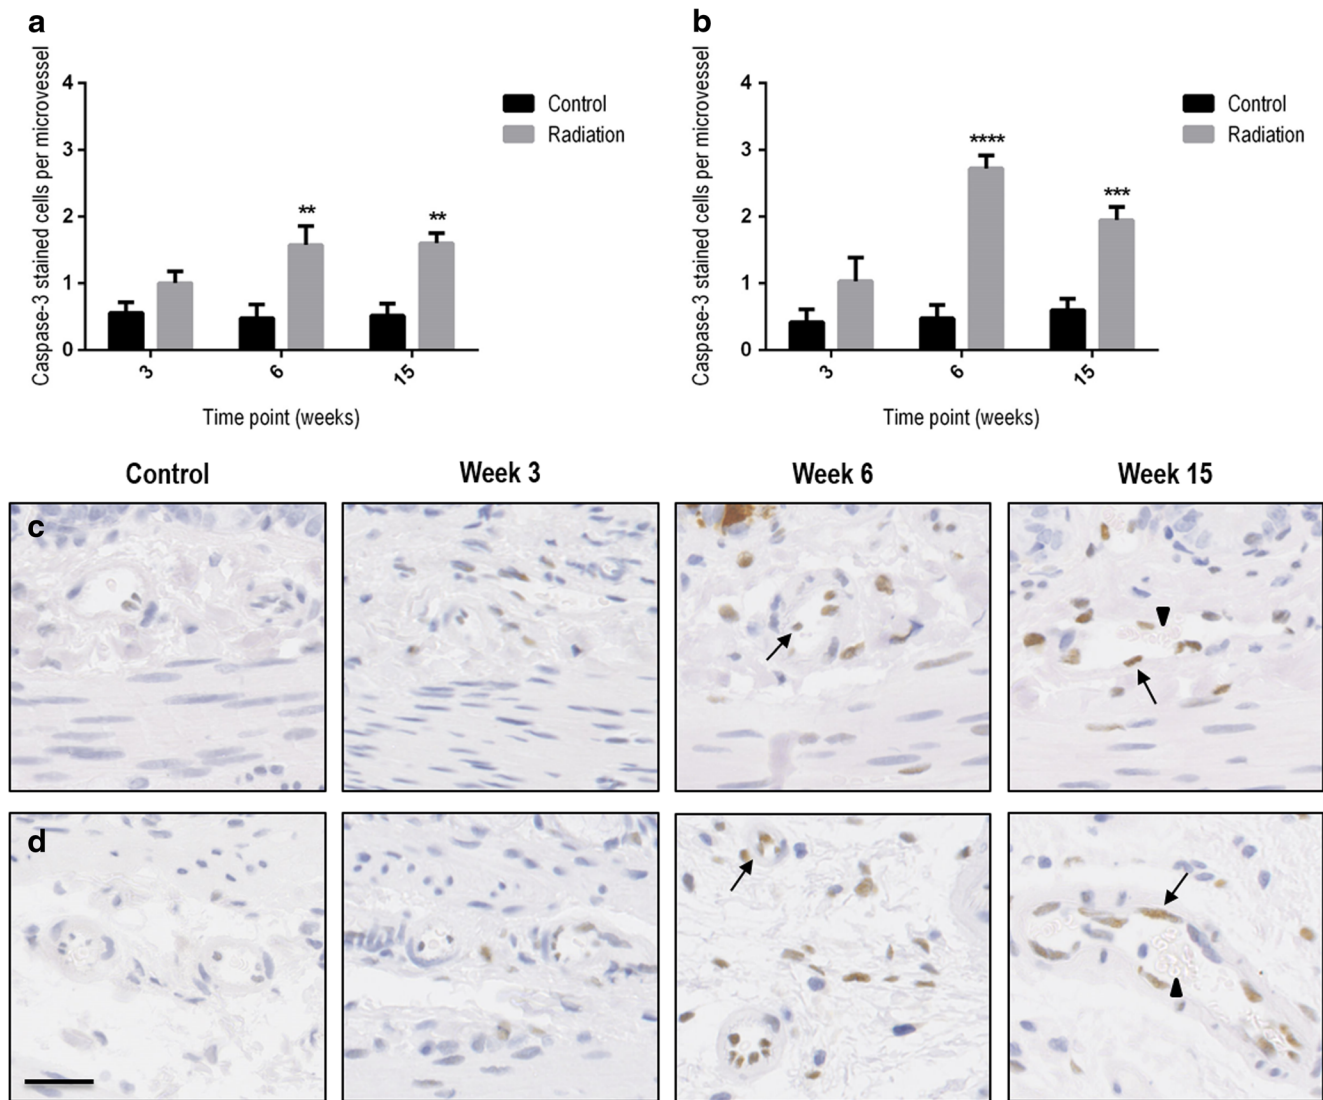 a
Caspase-3 stained cells per microvessel
4
3
2
1
0
**
**
3
6
15
Time point (weeks)
Control
Radiation
b
Caspase-3 stained cells per microvessel
4
3
2
1
0
****
***
3
6
15
Time point (weeks)
Control
Radiation
Control
Week 3
Week 6
Week 15
c
d